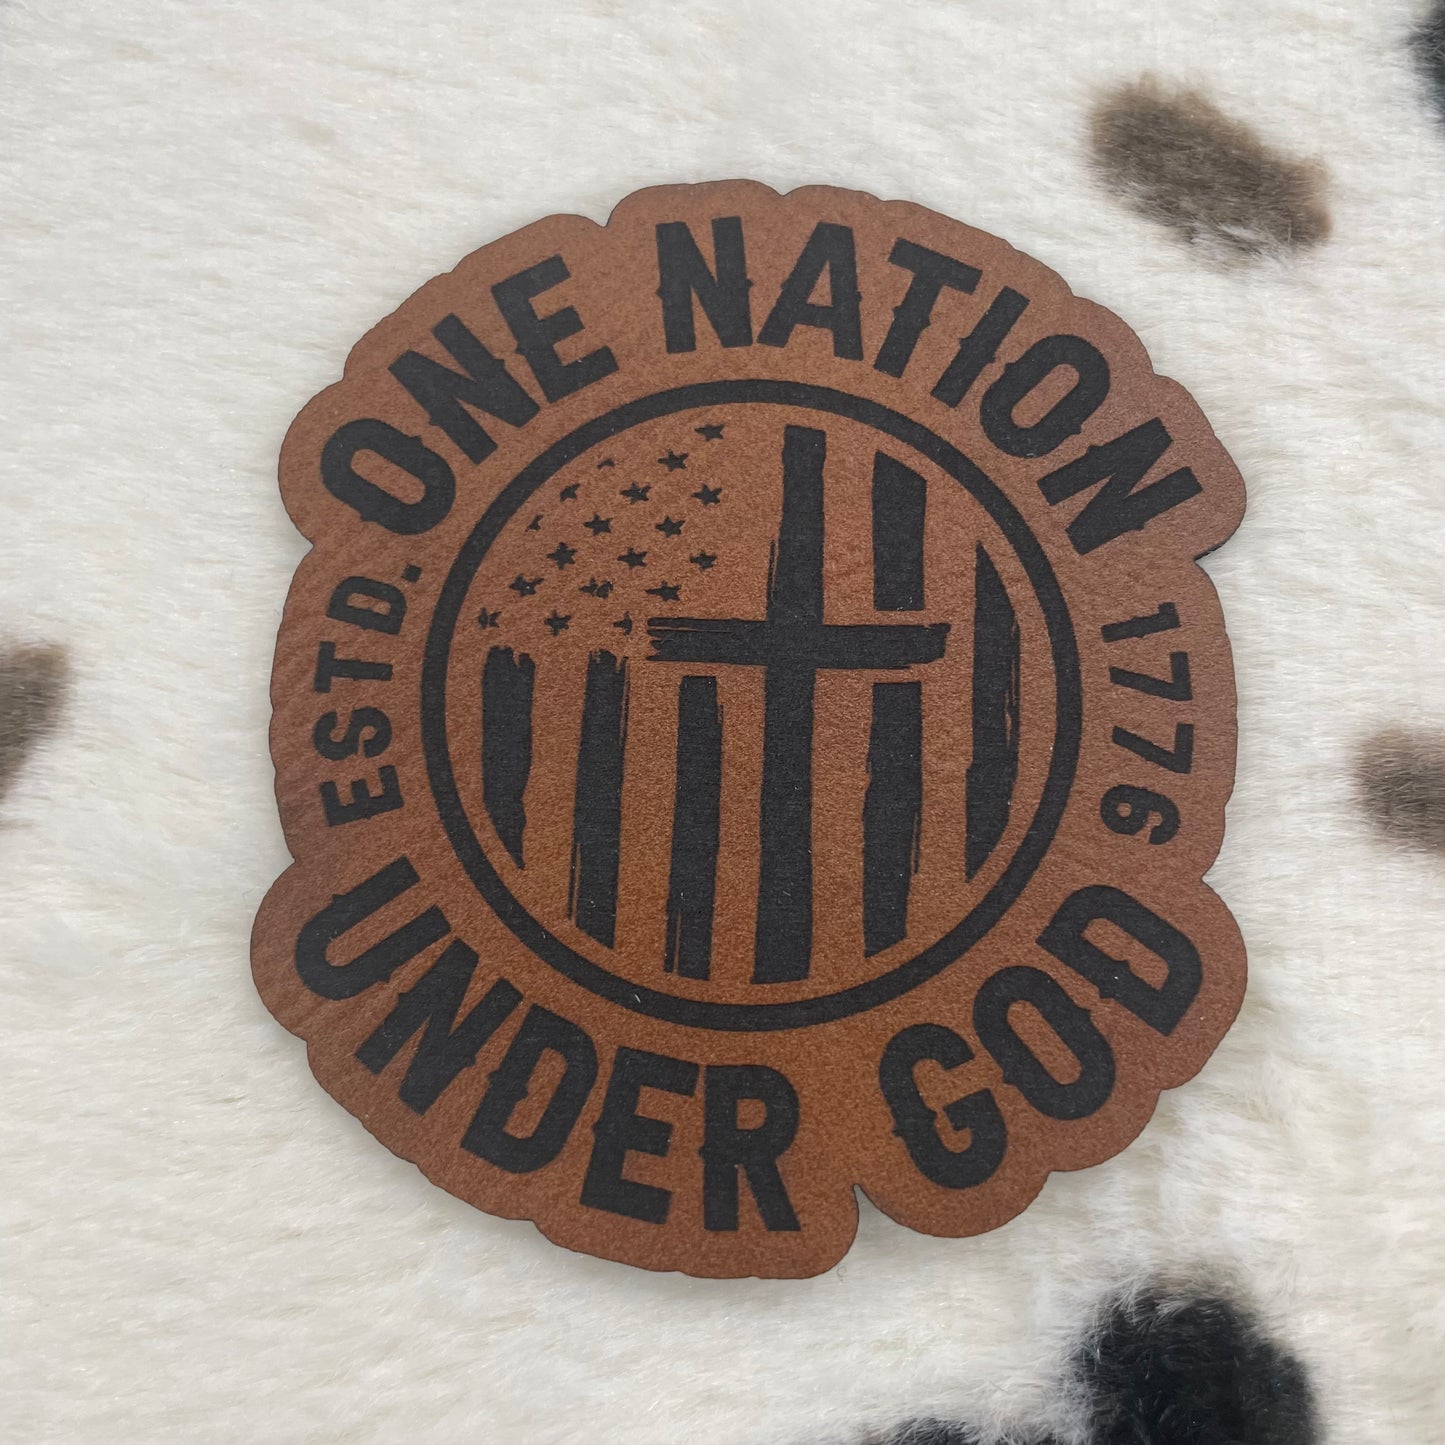 ONE NATION
ESTD. 1776
UNDER GOD